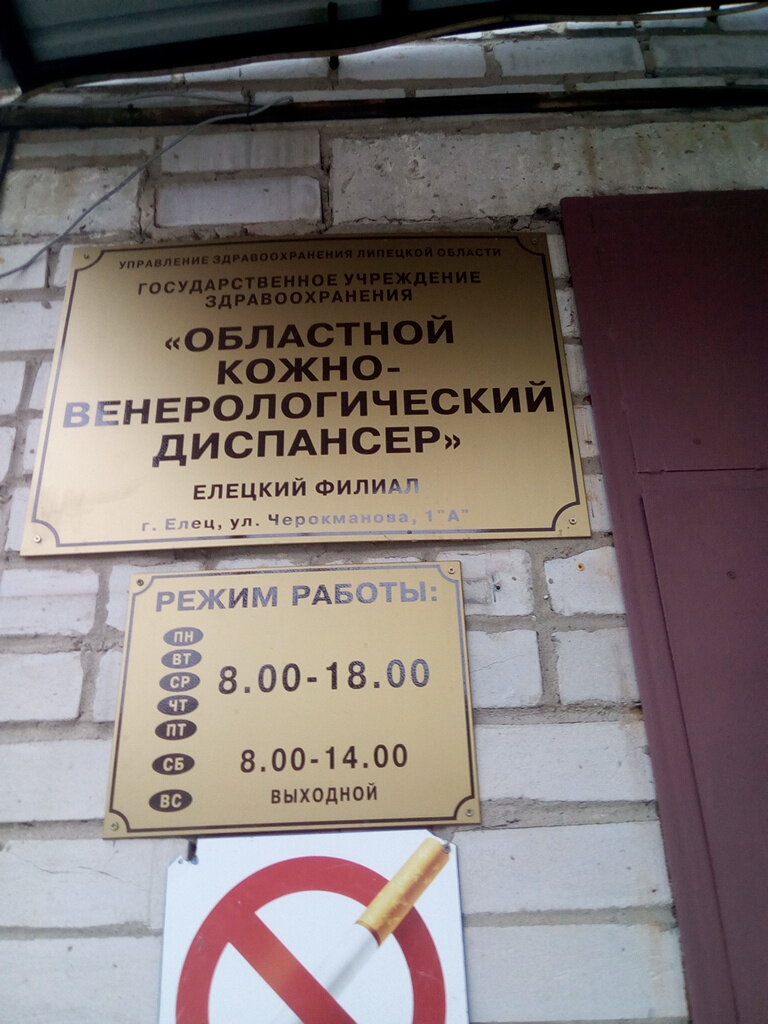 УПРАВЛЕНИЕ ЗДРАВООХРАНЕНИЯ ЛИПЕЦКОЙ ОБЛАСТИ
ГОСУДАРСТВЕННОЕ УЧРЕЖДЕНИЕ
ЗДРАВООХРАНЕНИЯ
«ОБЛАСТНОЙ
КОЖНО-
ВЕНЕРОЛОГИЧЕСКИЙ
ДИСПАНСЕР»
ЕЛЕЦКИЙ ФИЛИАЛ
г. Елец, ул. Черокманова, 1"А"
РЕЖИМ РАБОТЫ:
ПН
ВТ
СР 8.00-18.00
ЧТ
ПТ
СБ 8.00-14.00
ВС ВЫХОДНОЙ